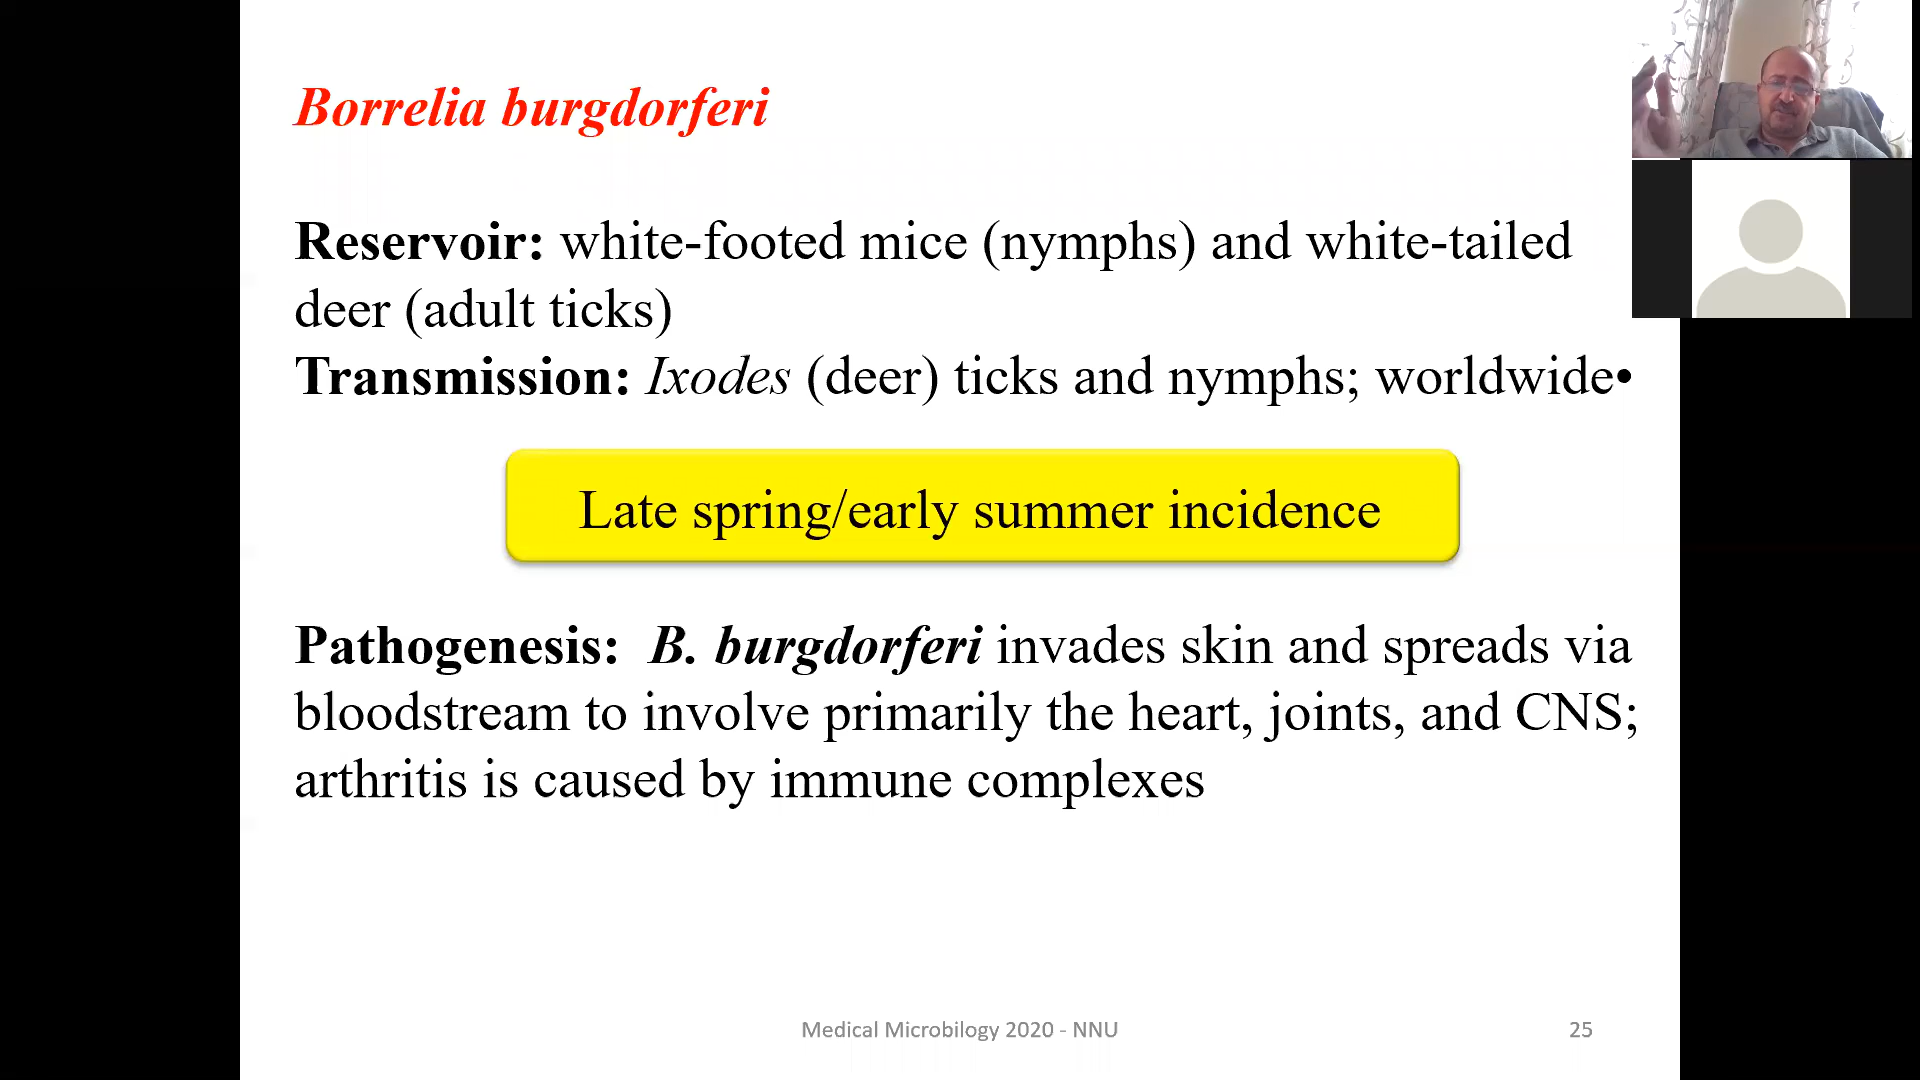 Borrelia burgdorferi
Reservoir: white-footed mice (nymphs) and white-tailed
deer (adult ticks)
Transmission: Ixodes (deer) ticks and nymphs; worldwide•
Late spring/early summer incidence
Pathogenesis: B. burgdorferi invades skin and spreads via
bloodstream to involve primarily the heart, joints, and CNS;
arthritis is caused by immune complexes
Medical Microbilogy 2020 - NNU
25